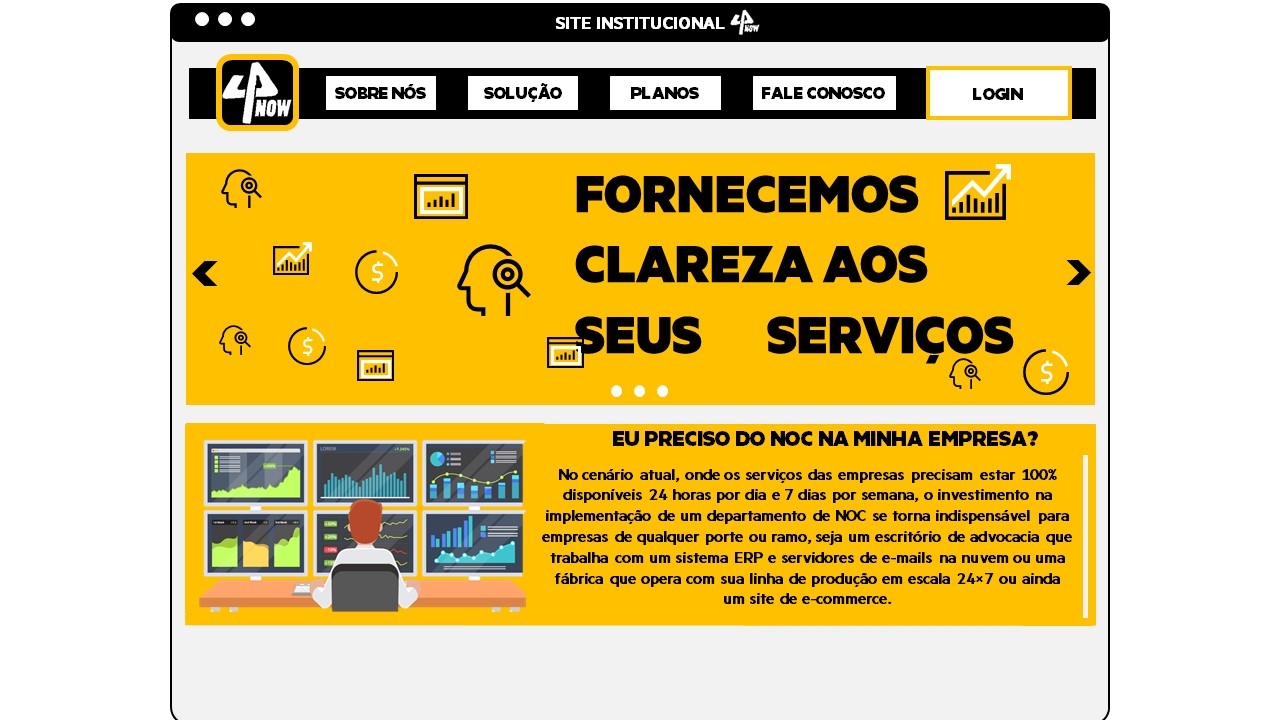 SITE INSTITUCIONAL 4P NOW
4P NOW
SOBRE NÓS
SOLUÇÃO
PLANOS
FALE CONOSCO
LOGIN
FORNECEMOS
CLAREZA AOS
SEUS SERVIÇOS
EU PRECISO DO NOC NA MINHA EMPRESA?
No cenário atual, onde os serviços das empresas precisam estar 100%
disponíveis 24 horas por dia e 7 dias por semana, o investimento na
implementação de um departamento de NOC se torna indispensável para
empresas de qualquer porte ou ramo, seja um escritório de advocacia que
trabalha com um sistema ERP e servidores de e-mails na nuvem ou uma
fábrica que opera com sua linha de produção em escala 24×7 ou ainda
um site de e-commerce.